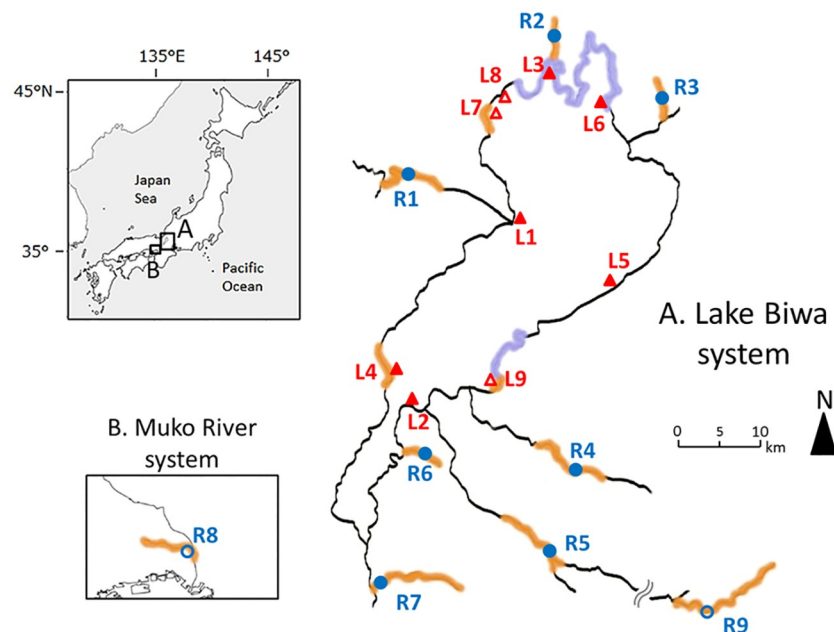 135°E
145°
45°N
35°
Japan
Sea
A
B
Pacific
Ocean
R2
L3
L8
L7
L6
R3
R1
L1
L5
A. Lake Biwa
system
L4
L9
L2
N
0 5 10
km
B. Muko River
system
R6
R4
R8
R5
R7
R9